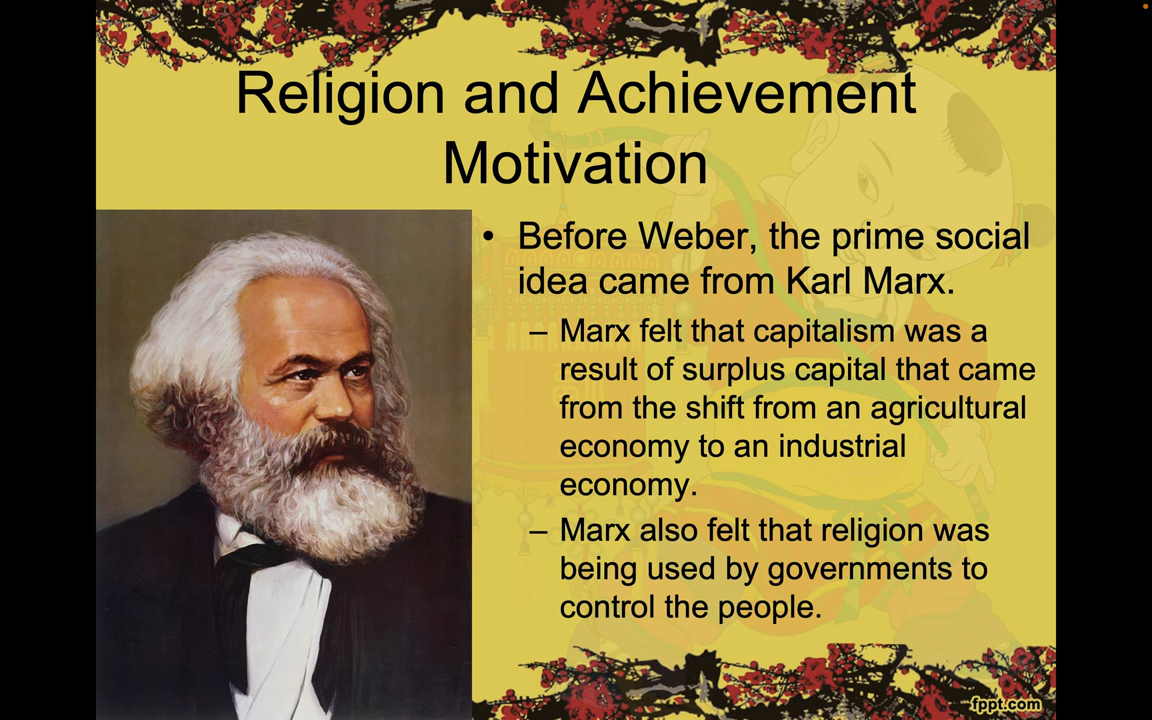 Religion and Achievement
Motivation
• Before Weber, the prime social
idea came from Karl Marx.
– Marx felt that capitalism was a
result of surplus capital that came
from the shift from an agricultural
economy to an industrial
economy.
– Marx also felt that religion was
being used by governments to
control the people.
fppt.com